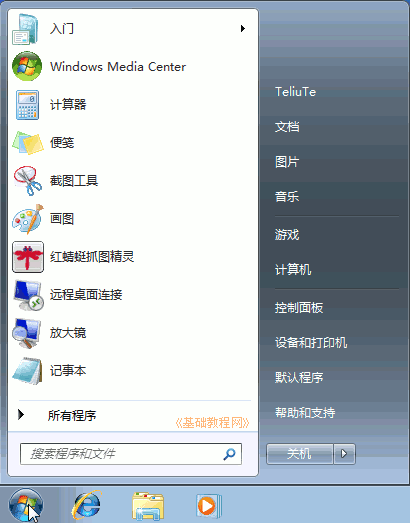 入门
Windows Media Center
计算器
便笺
截图工具
画图
红蜻蜓抓图精灵
远程桌面连接
放大镜
记事本
所有程序
《基础教程网》
搜索程序和文件
TeliuTe
文档
图片
音乐
游戏
计算机
控制面板
设备和打印机
默认程序
帮助和支持
关机